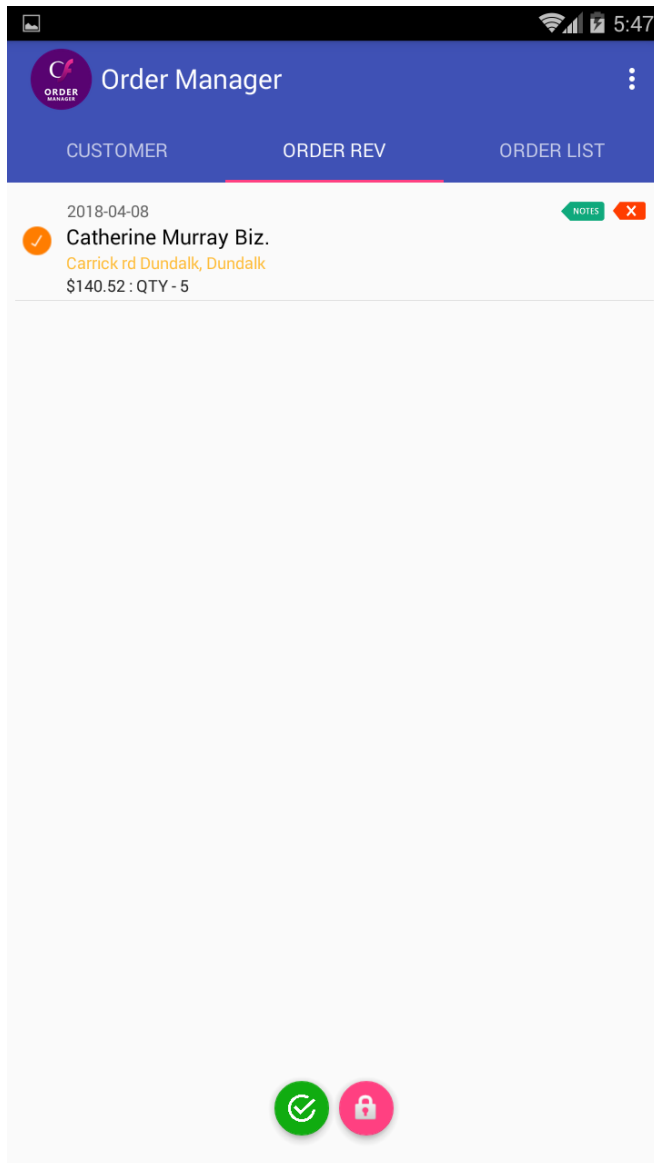 5:47
CF
ORDER
MANAGER
Order Manager
CUSTOMER
ORDER REV
ORDER LIST
2018-04-08
NOTES
X
Catherine Murray Biz.
Carrick rd Dundalk, Dundalk
$140.52 : QTY - 5